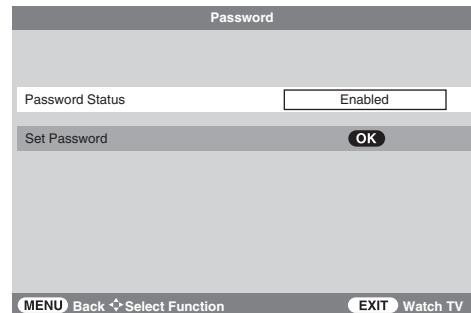 Password
Password Status Enabled
Set Password OK
MENU Back Select Function EXIT Watch TV